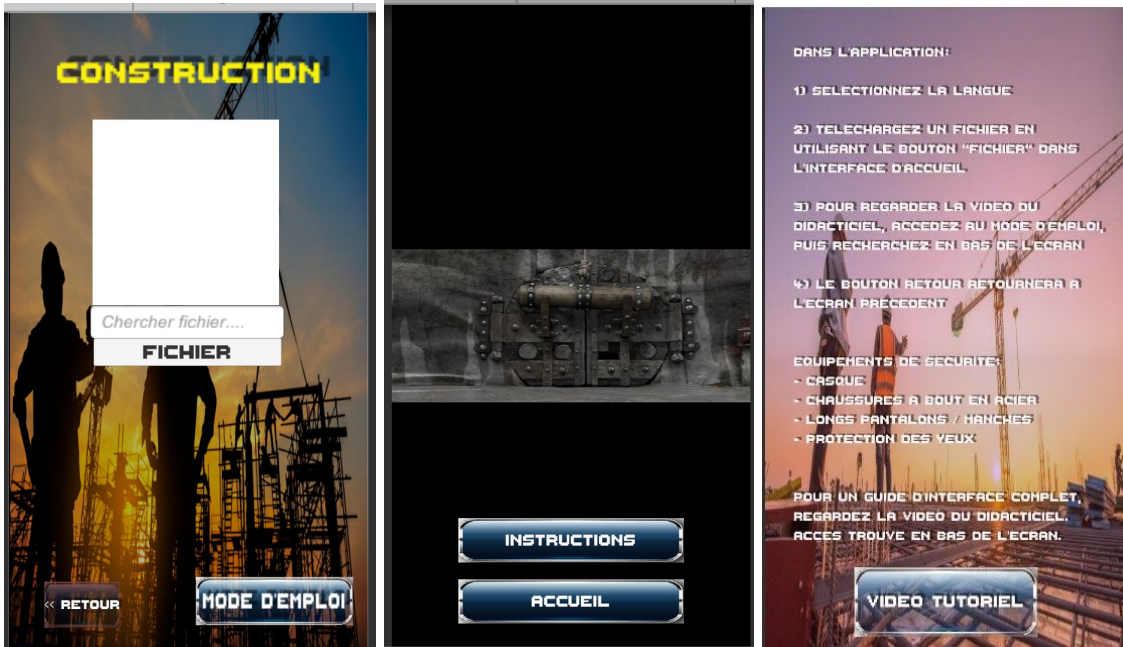 CONSTRUCTION
Chercher fichier....
FICHIER
<< RETOUR
MODE D'EMPLOI
INSTRUCTIONS
ACCUEIL
DANS L'APPLICATION:
1) SELECTIONNEZ LA LANGUE
2) TELECHARGEZ UN FICHIER EN
UTILISANT LE BOUTON "FICHIER" DANS
L'INTERFACE D'ACCUEIL
3) POUR REGARDER LA VIDEO DU
DIDACTICIEL, ACCEDEZ AU MODE D'EMPLOI,
PUIS RECHERCHEZ EN BAS DE L'ECRAN
4) LE BOUTON RETOUR RETOURNERA A
L'ECRAN PRECEDENT
EQUIPEMENTS DE SECURITE:
- CASQUE
- CHAUSSURES A BOUT EN ACIER
- LONGS PANTALONS / MANCHES
- PROTECTION DES YEUX
POUR UN GUIDE D'INTERFACE COMPLET,
REGARDEZ LA VIDEO DU DIDACTICIEL.
ACCES TROUVE EN BAS DE L'ECRAN.
VIDEO TUTORIEL